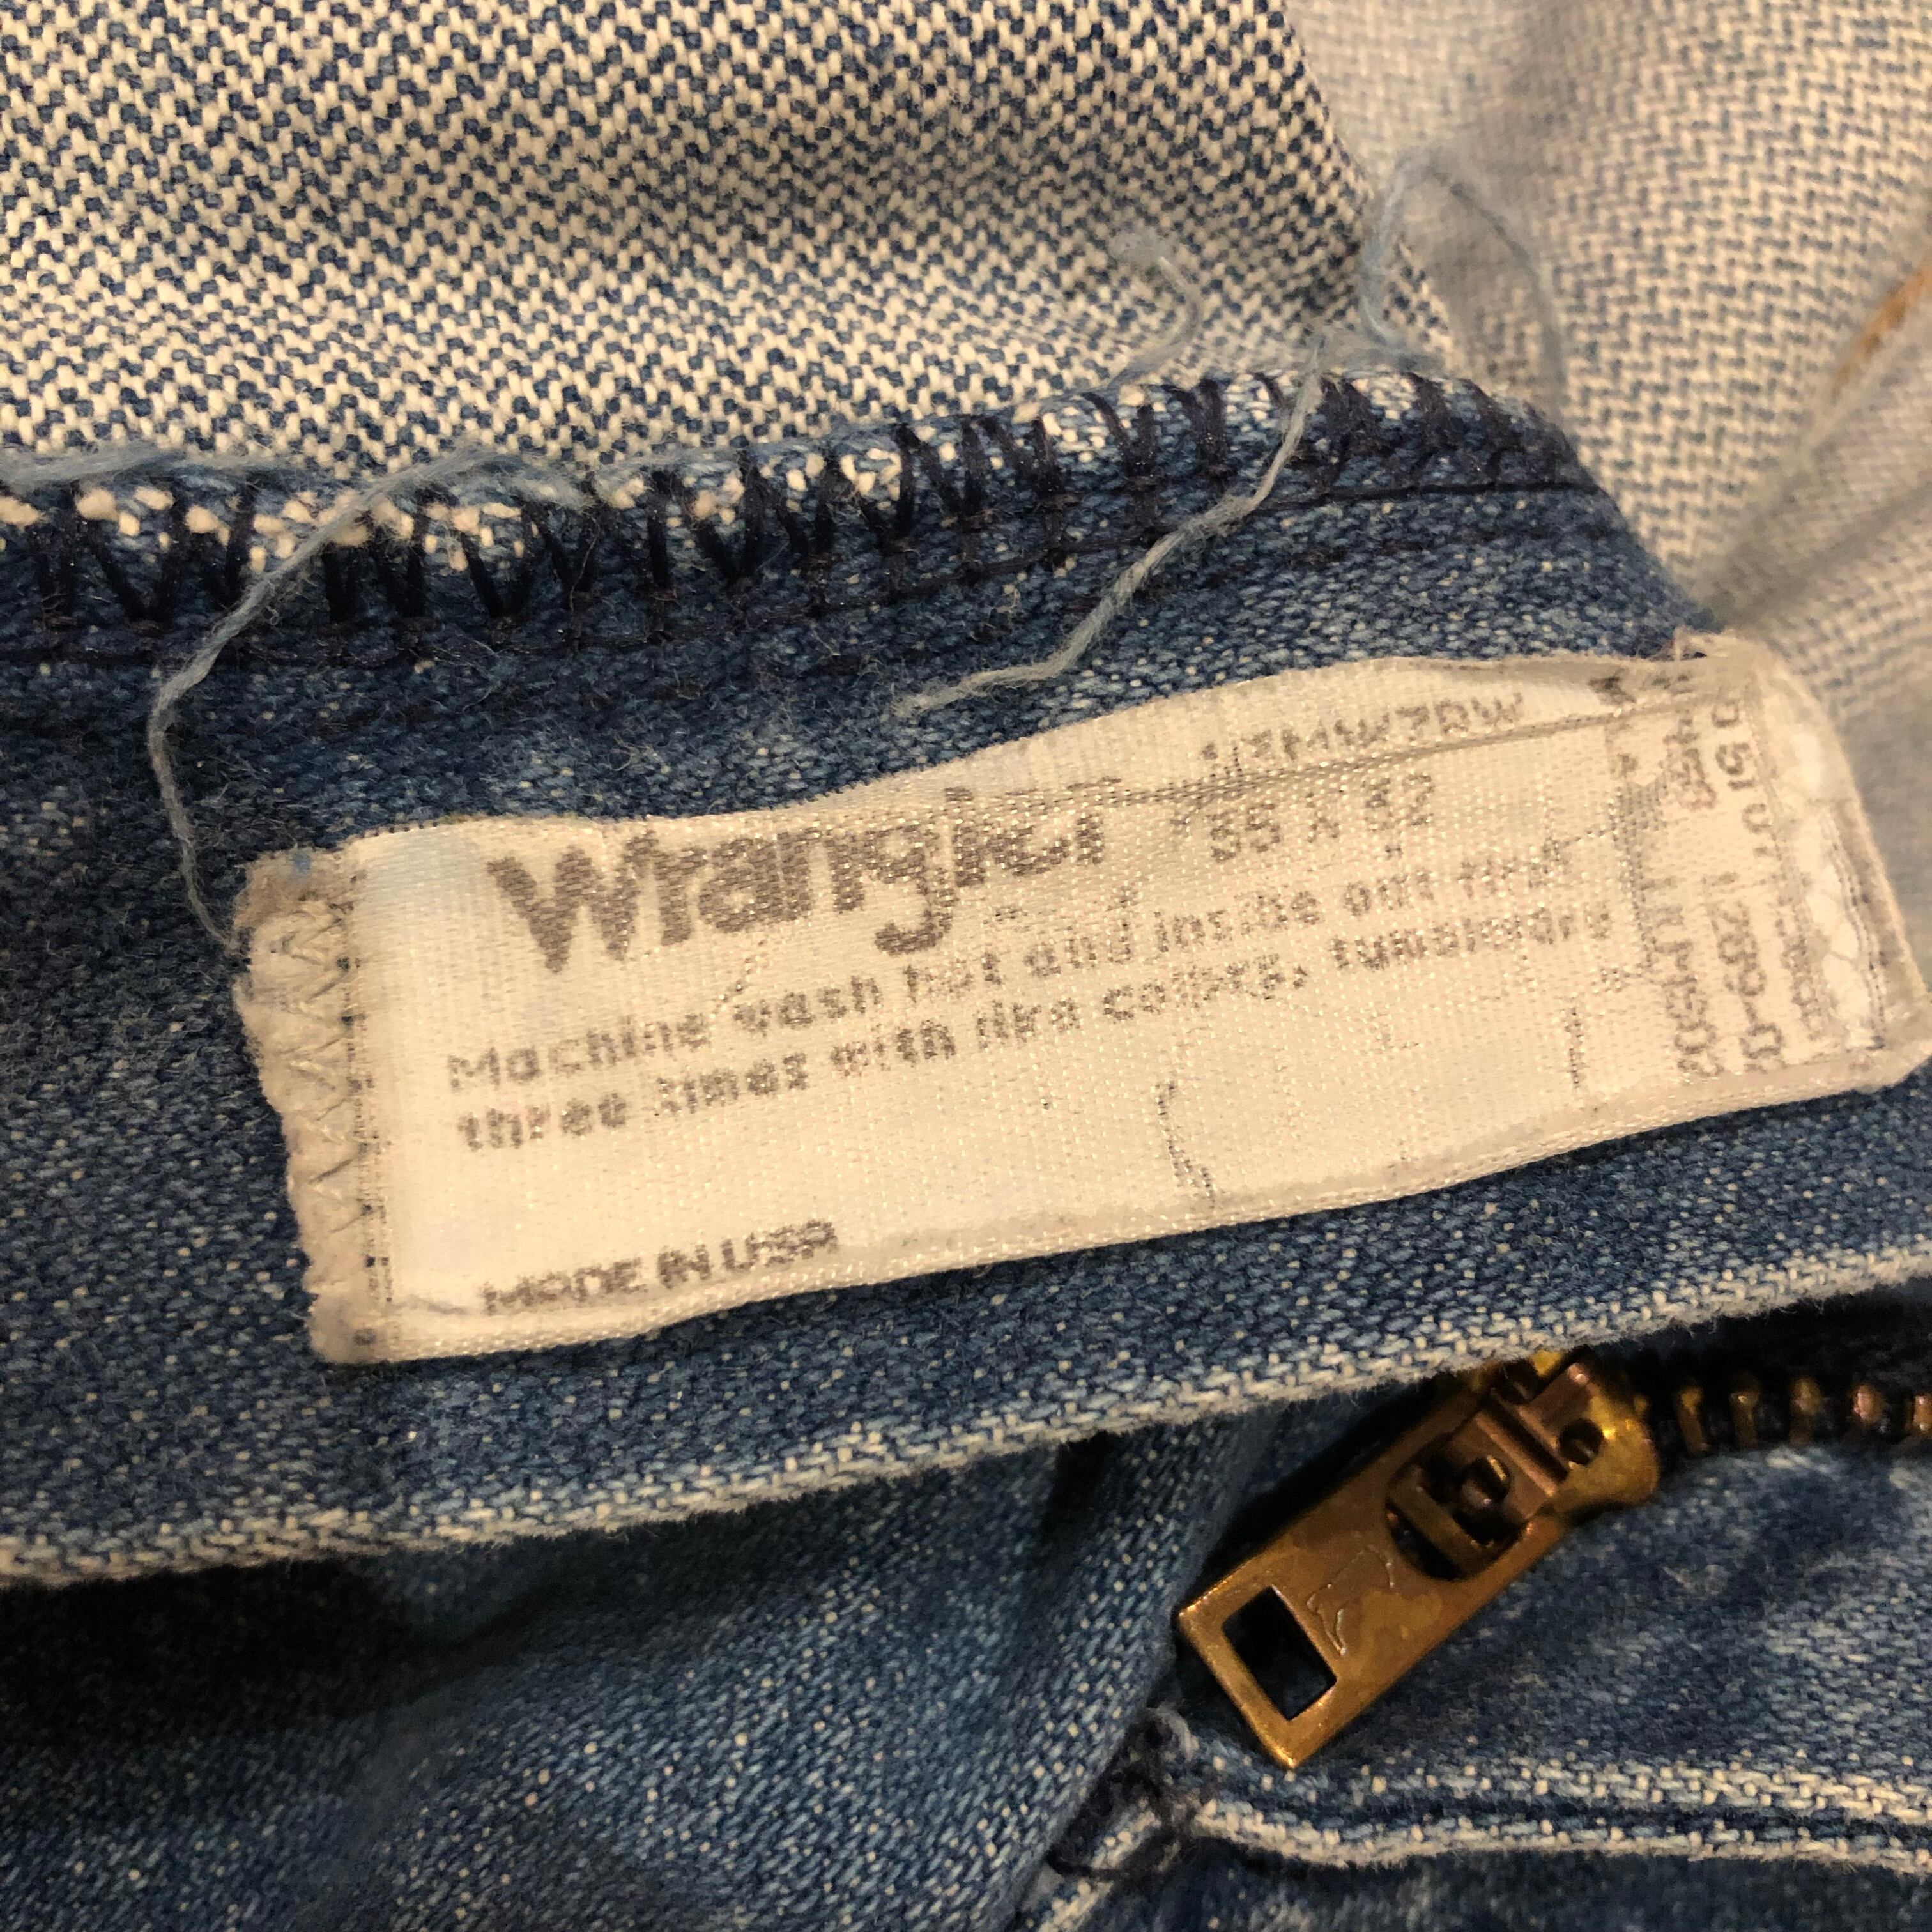 Wrangler
35 X 32
Machine wash hot and inside out first
three times with like colors, tumble dry
MADE IN USA